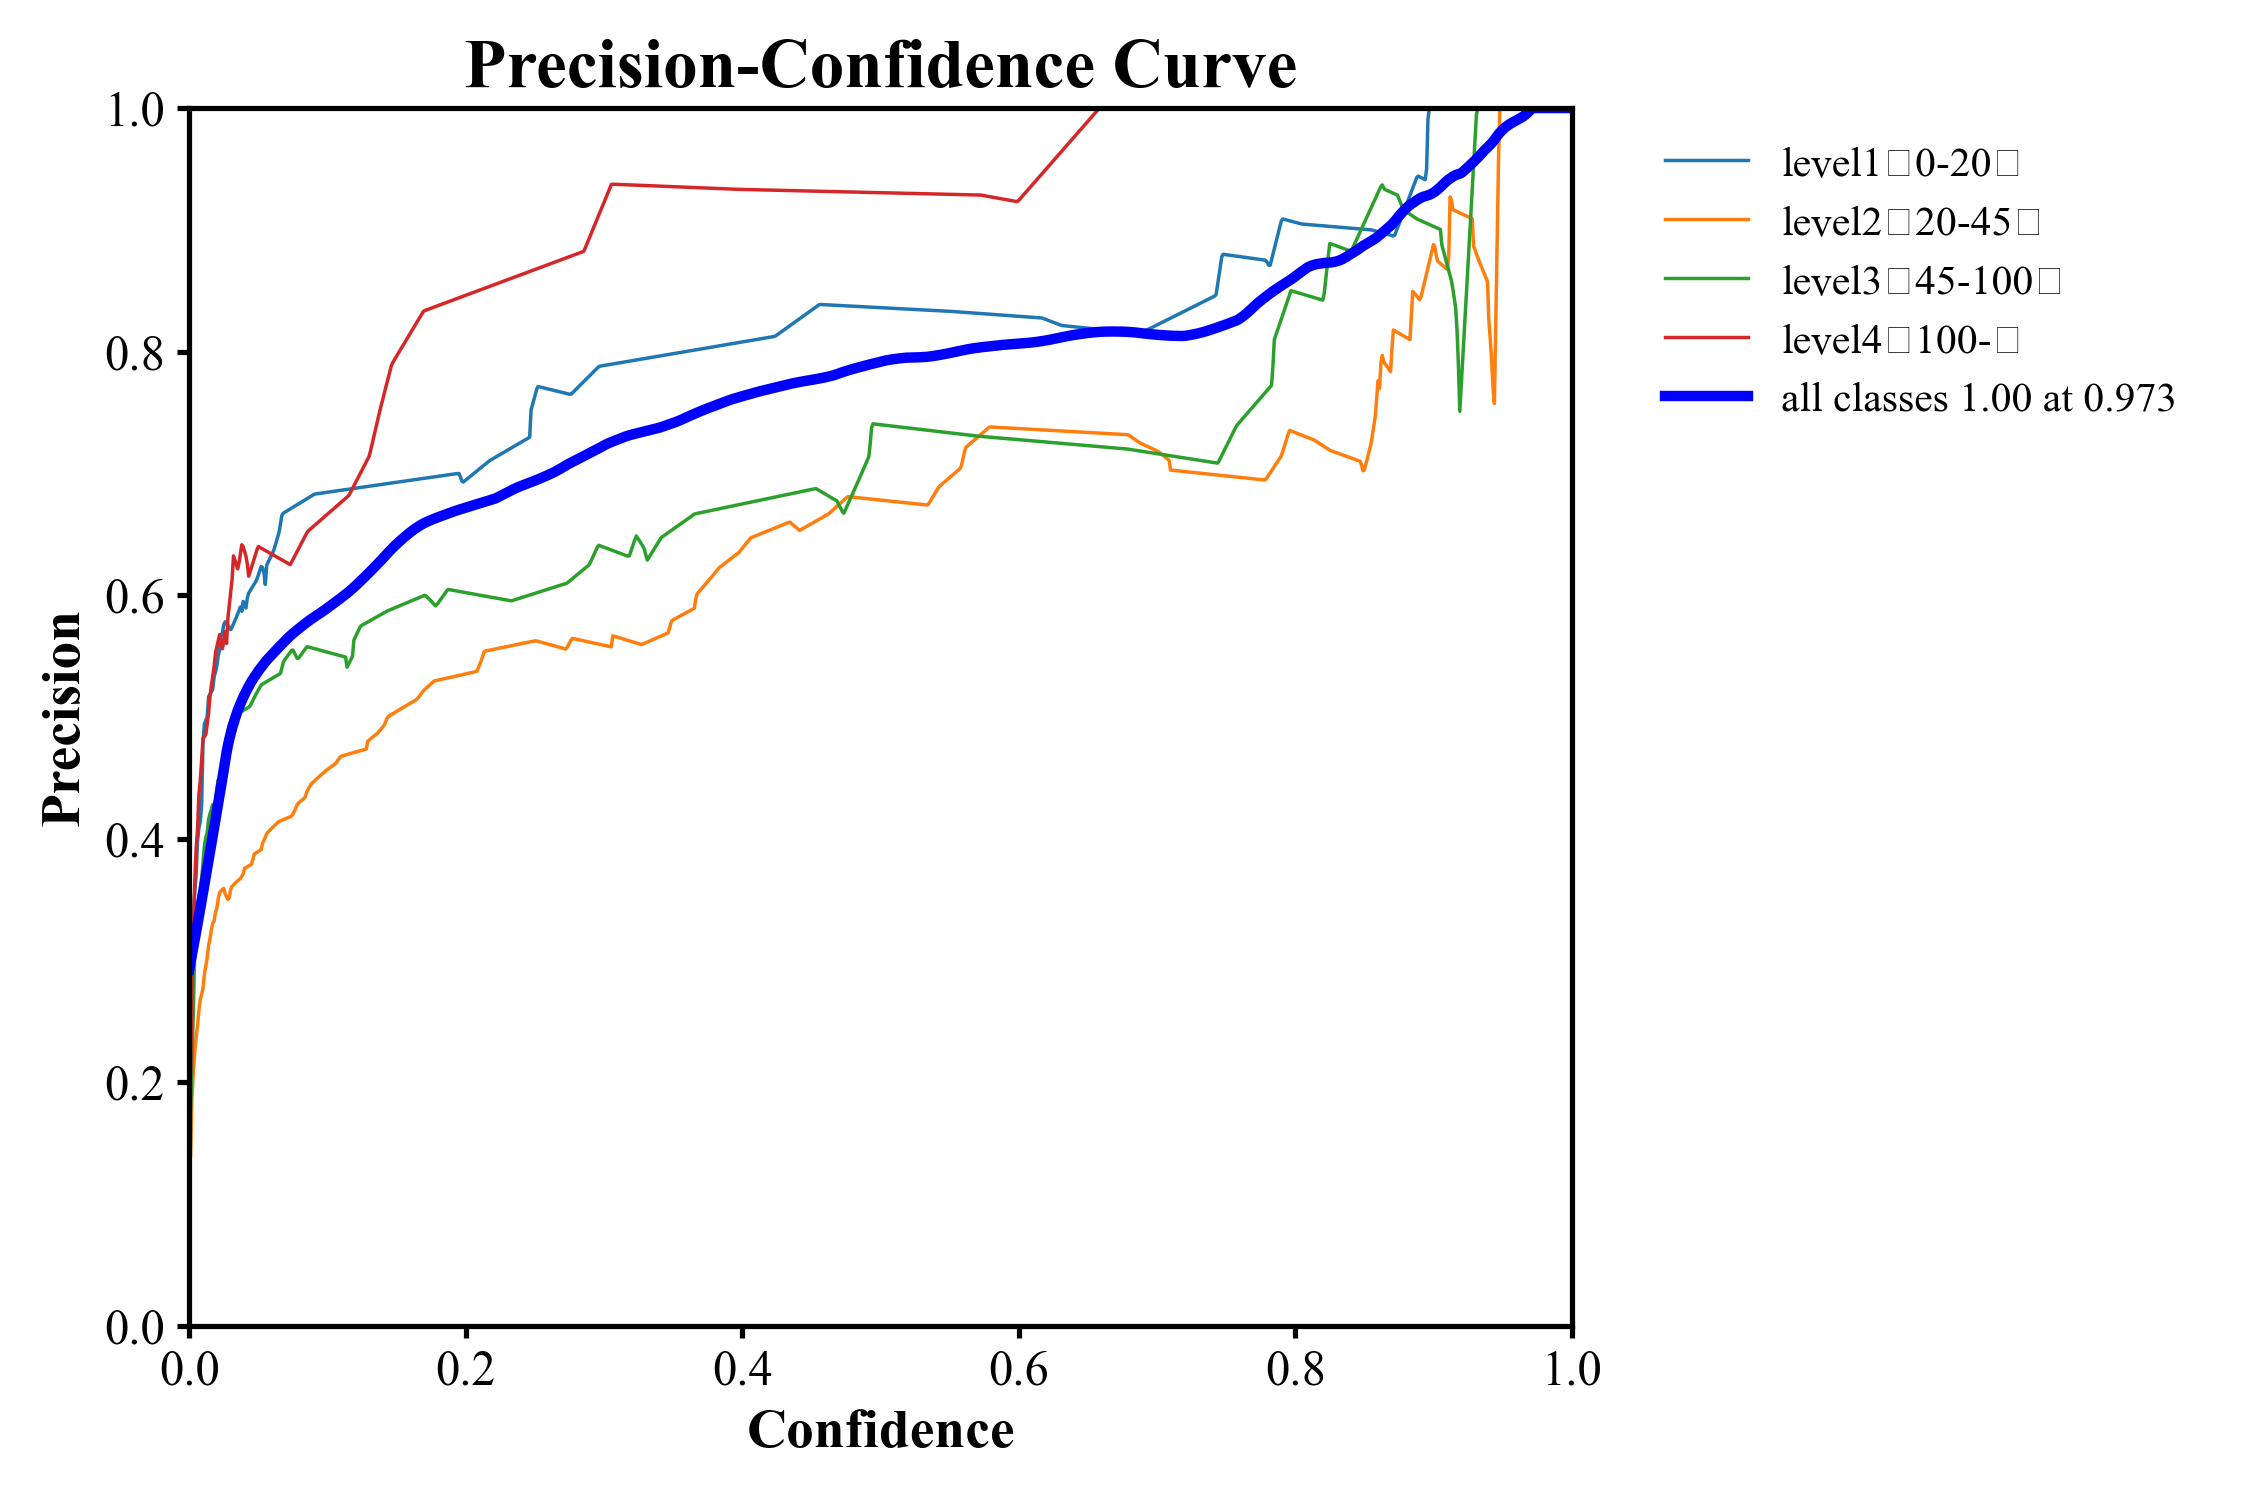 Precision-Confidence Curve
1.0
0.8
0.6
0.4
0.2
0.0
Precision
0.0 0.2 0.4 0.6 0.8 1.0
Confidence
level1□0-20□
level2□20-45□
level3□45-100□
level4□100-□
all classes 1.00 at 0.973